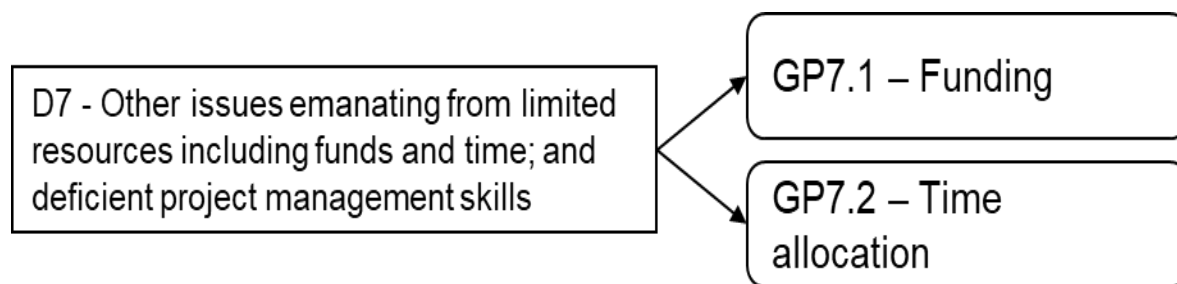 D7 - Other issues emanating from limited
resources including funds and time; and
deficient project management skills
GP7.1 – Funding
GP7.2 – Time
allocation